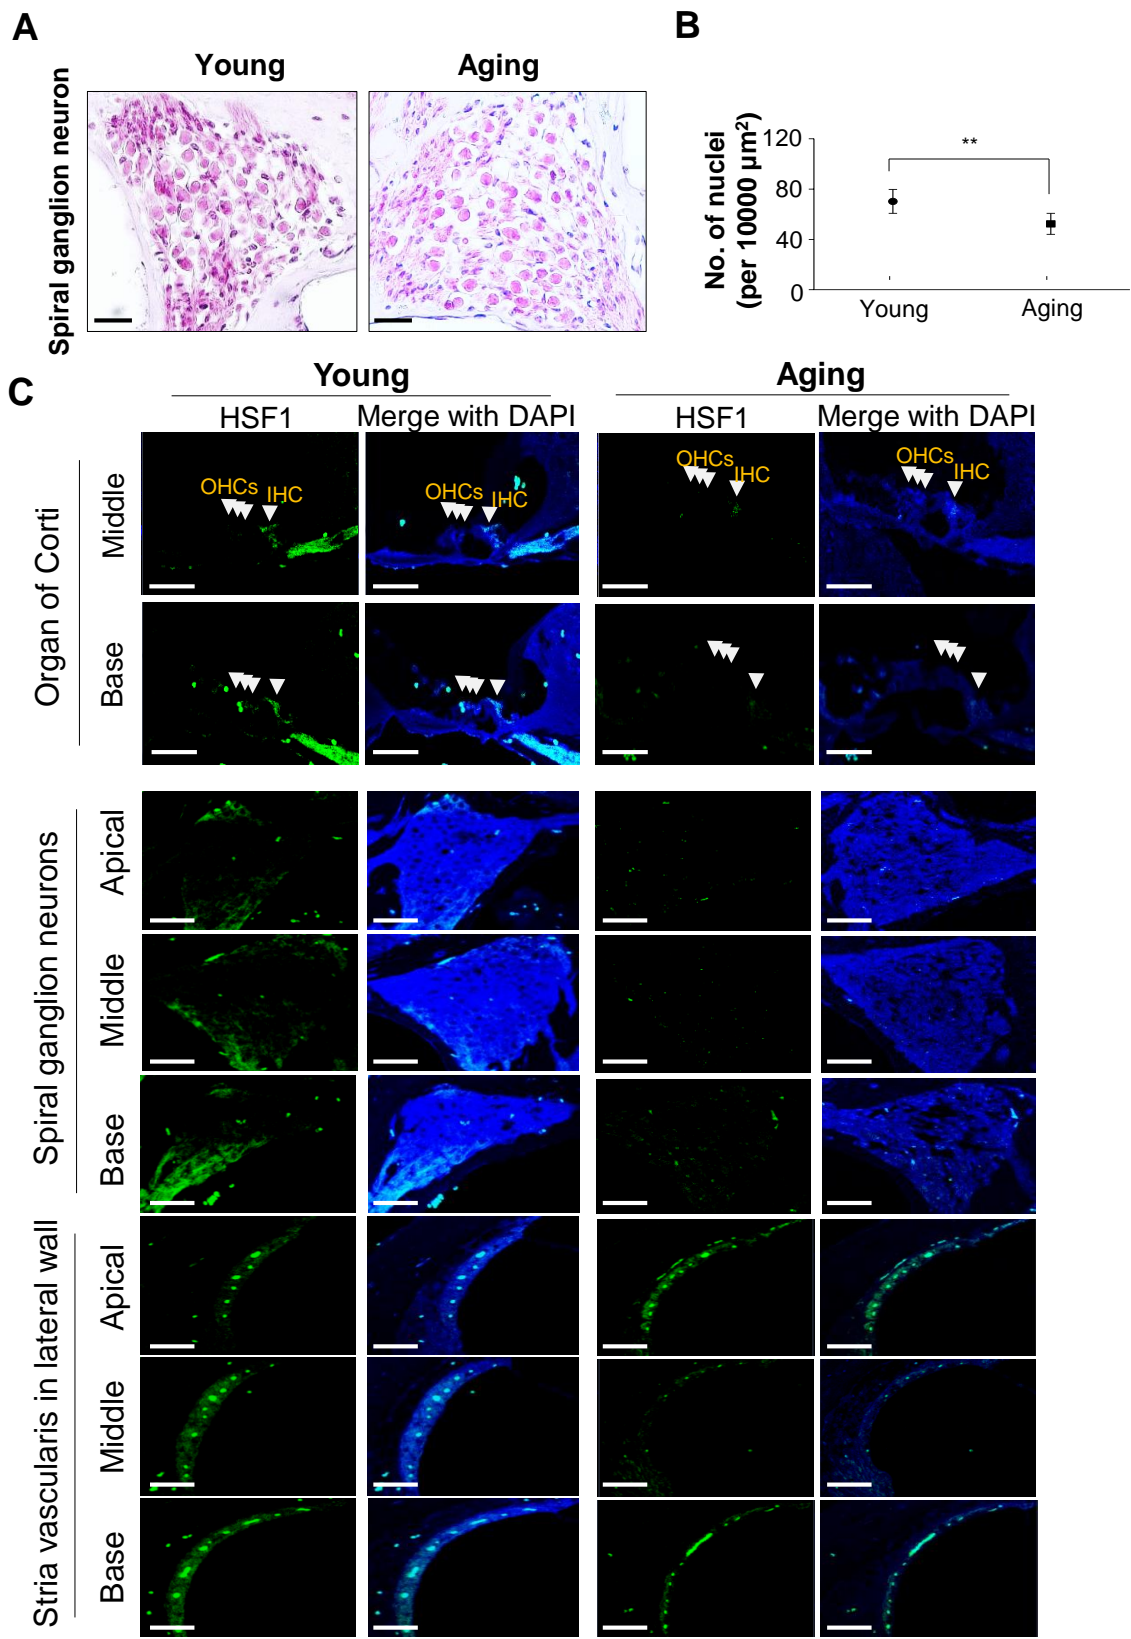 A
Young
Aging
Spiral ganglion neuron
B
No. of nuclei
(per 10000 μm²)
120
80
40
0
**
Young
Aging
C
Young
Aging
HSF1
Merge with DAPI
HSF1
Merge with DAPI
Organ of Corti
Middle
OHCs
IHC
OHCs
IHC
OHCs
IHC
OHCs
IHC
Base
Spiral ganglion neurons
Apical
Middle
Base
Stria vascularis in lateral wall
Apical
Middle
Base